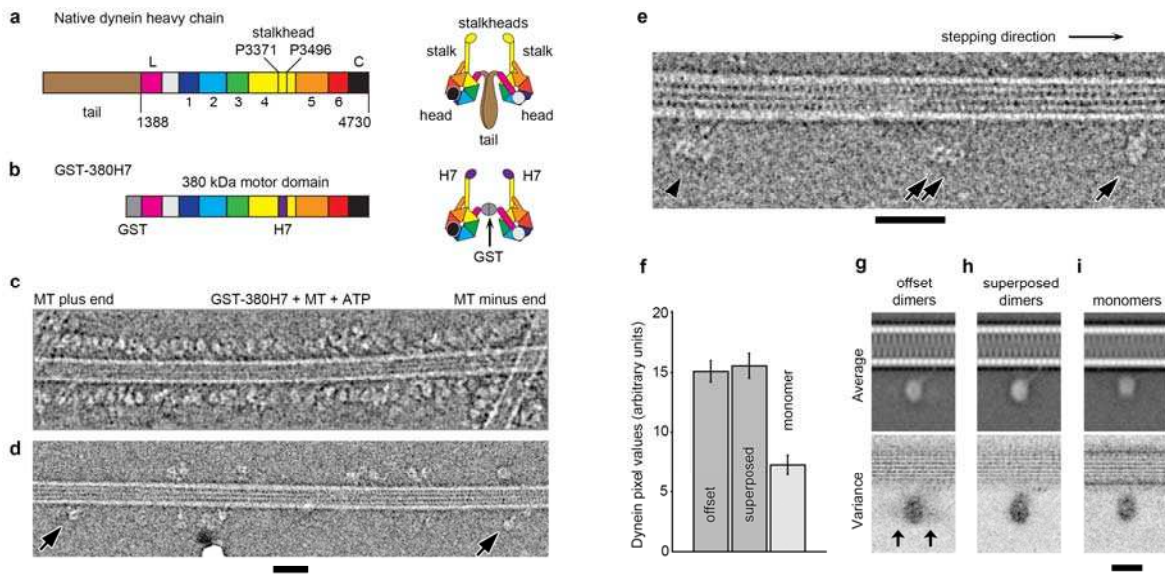 a Native dynein heavy chain
stalkhead
P3371 P3496
L C
1 2 3 4 5 6
tail
1388 4730
stalkheads
stalk stalk
head head
tail
b GST-380H7
380 kDa motor domain
GST H7
H7 H7
GST
c MT plus end GST-380H7 + MT + ATP MT minus end
d
e stepping direction
f
Dynein pixel values (arbitrary units)
20
15
10
5
0
offset
superposed
monomer
g h i
offset dimers
superposed dimers
monomers
Average
Variance